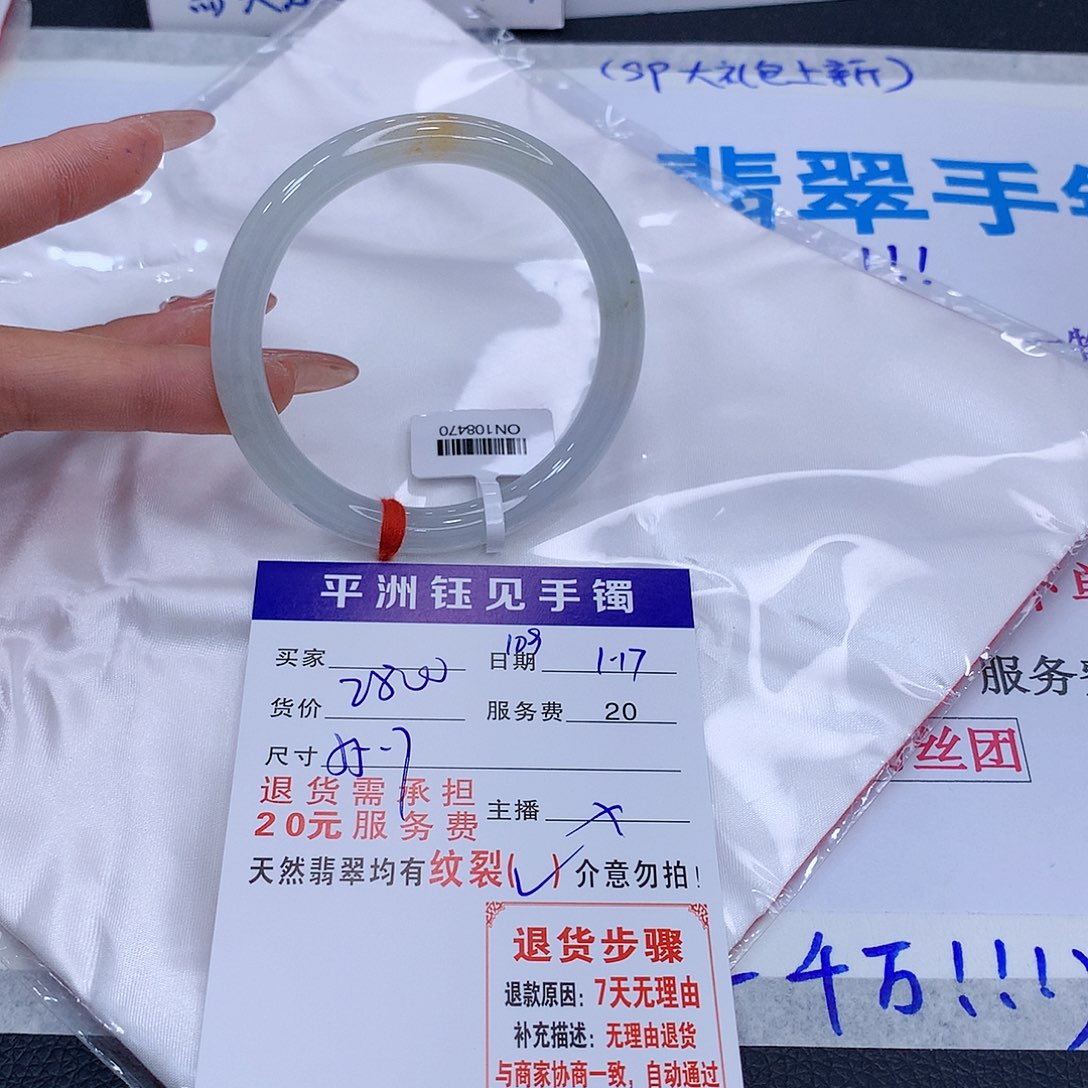 (SP大礼包上新)
翡翠手
!!!
ON108470
平洲钰见手镯
买家 日期 1-17
109
货价 2800 服务费 20
尺寸
退货需承担
20元服务费
主播
天然翡翠均有纹裂(✓)介意勿拍!
退货步骤
退款原因:7天无理由
补充描述:无理由退货
与商家协商一致,自动通过
服务
丝团
-4万!!!)